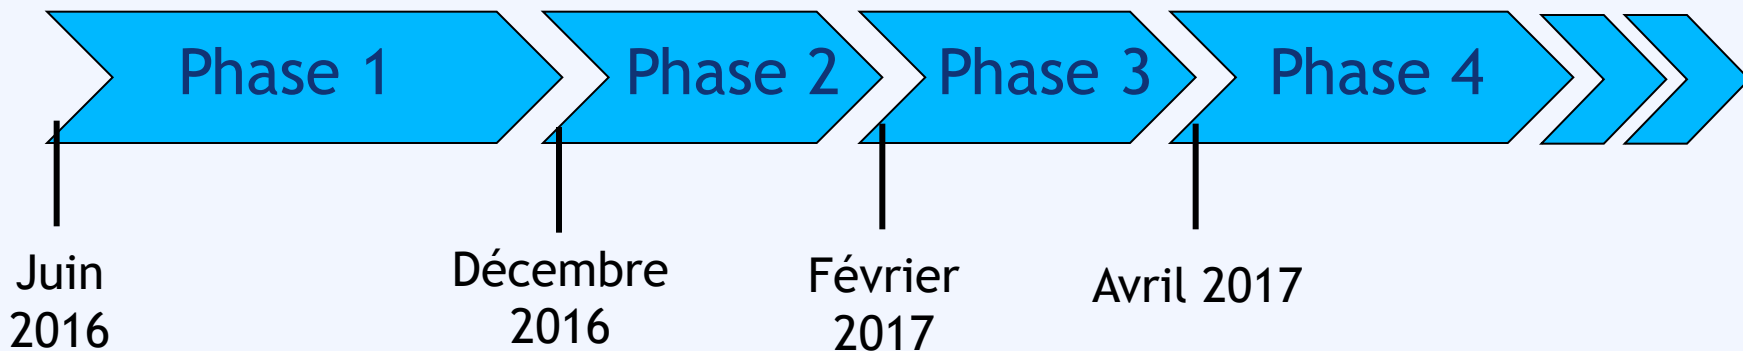 Phase 1
Phase 2
Phase 3
Phase 4
Juin
2016
Décembre
2016
Février
2017
Avril 2017